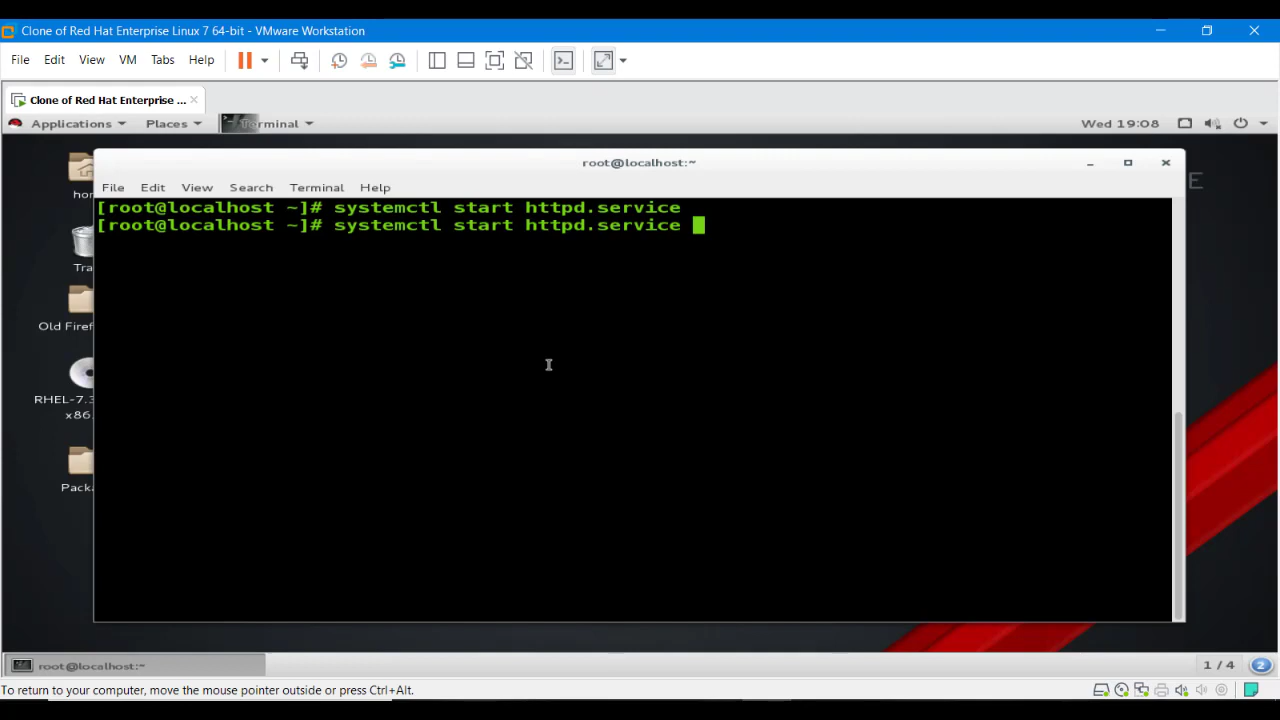 Clone of Red Hat Enterprise Linux 7 64-bit - VMware Workstation
File Edit View VM Tabs Help
Clone of Red Hat Enterprise ...
Applications Places Terminal Wed 19:08
root@localhost:~
File Edit View Search Terminal Help
[root@localhost ~]# systemctl start httpd.service
[root@localhost ~]# systemctl start httpd.service
hom
Tra
Old Firef
RHEL-7.3
x86
Pack
E
root@localhost:~
1 / 4
2
To return to your computer, move the mouse pointer outside or press Ctrl+Alt.